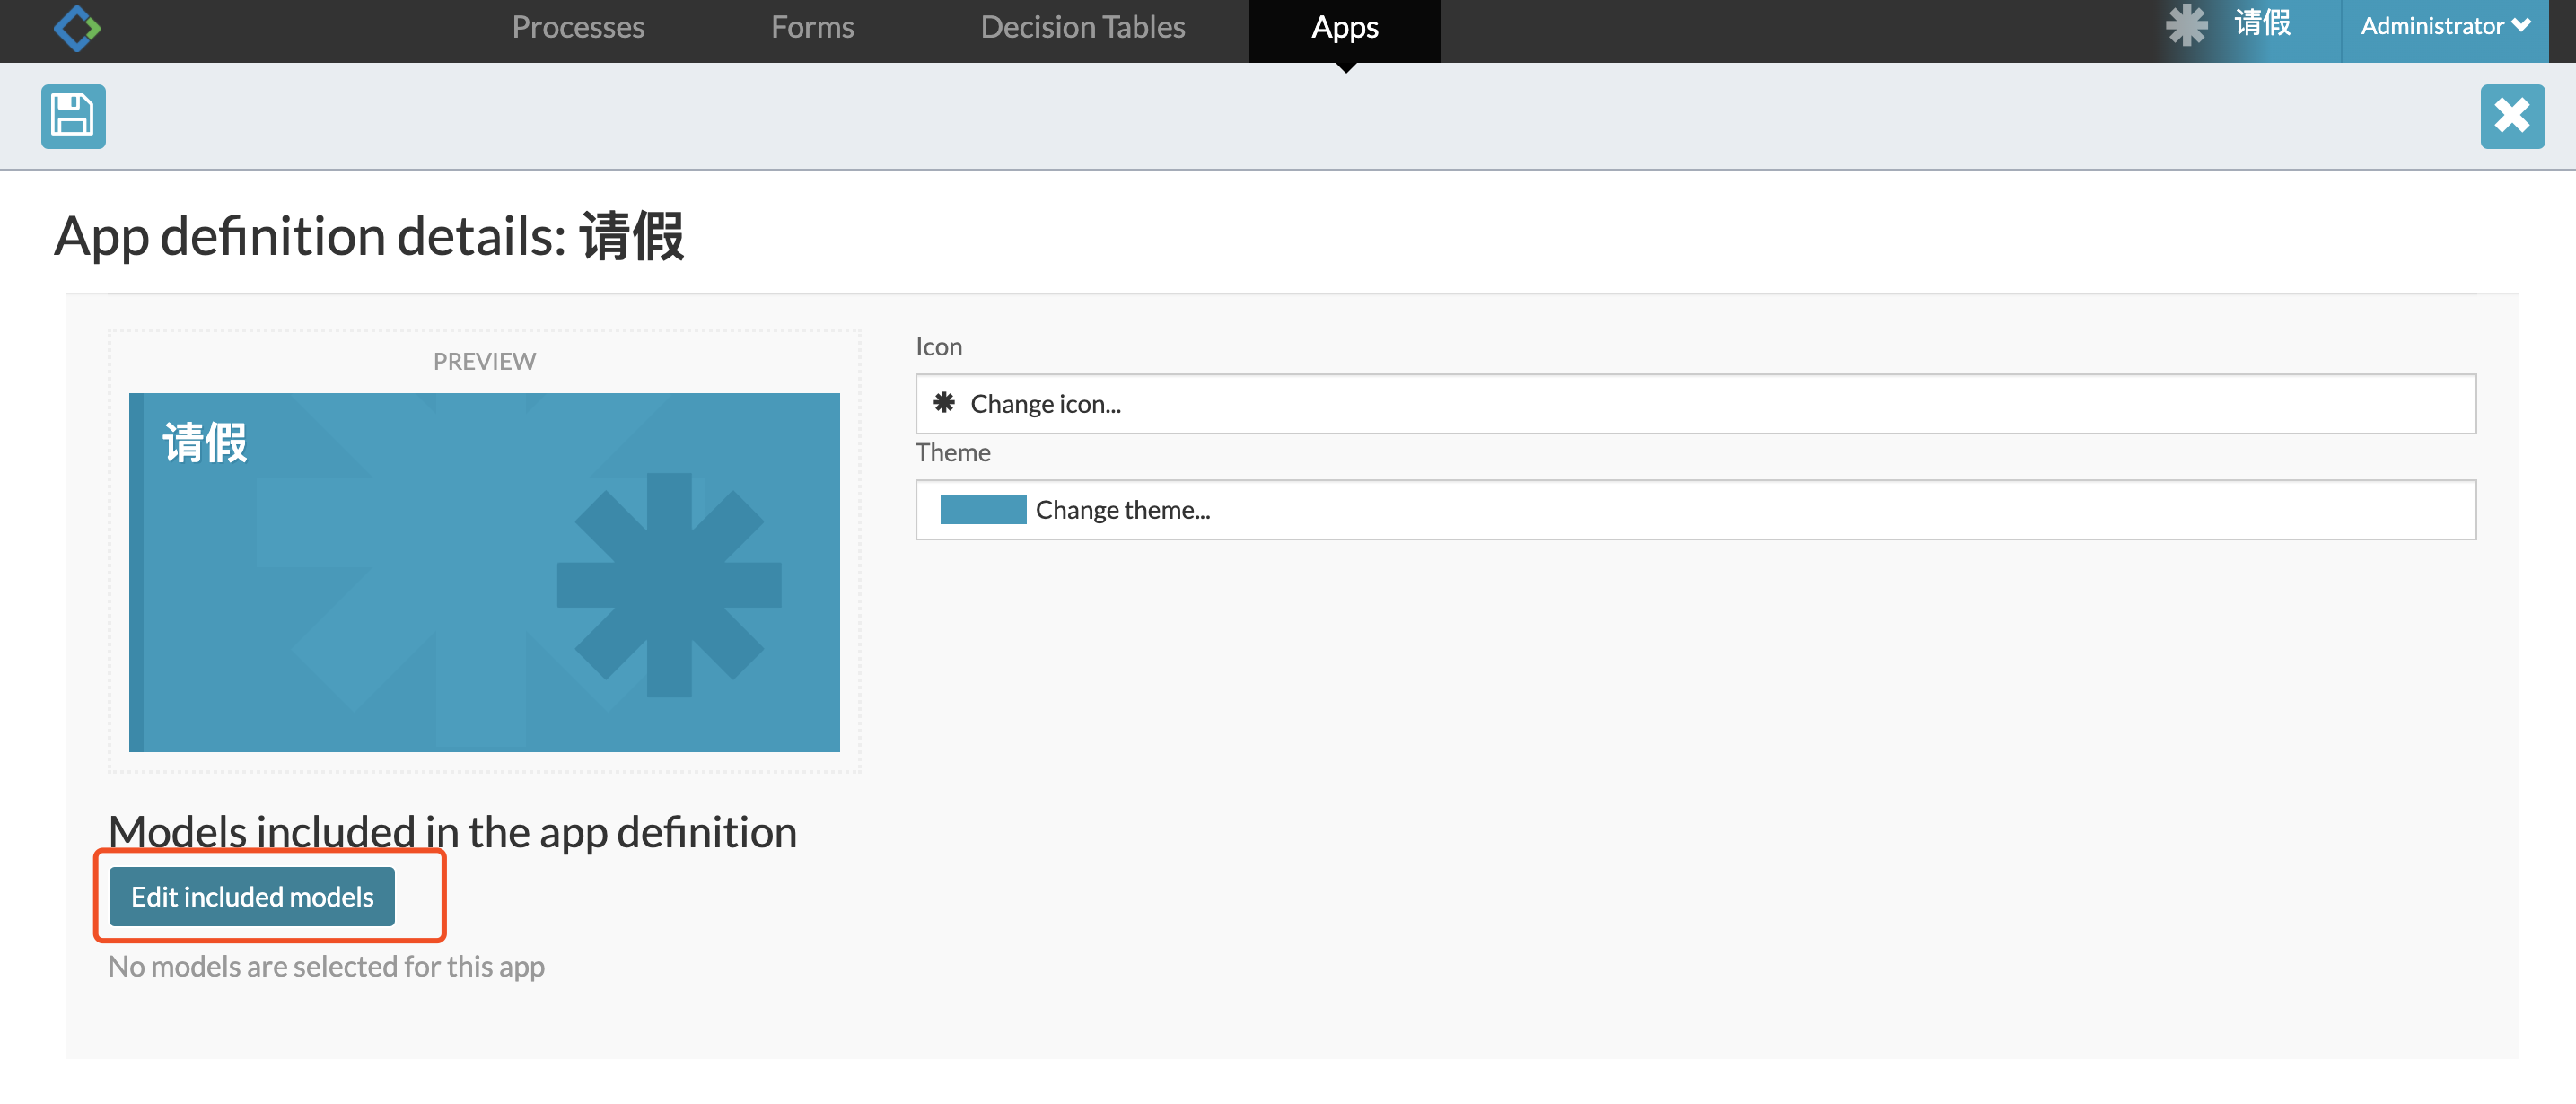 Processes
Forms
Decision Tables
Apps
请假
Administrator
App definition details: 请假
PREVIEW
请假
Icon
Change icon...
Theme
Change theme...
Models included in the app definition
Edit included models
No models are selected for this app